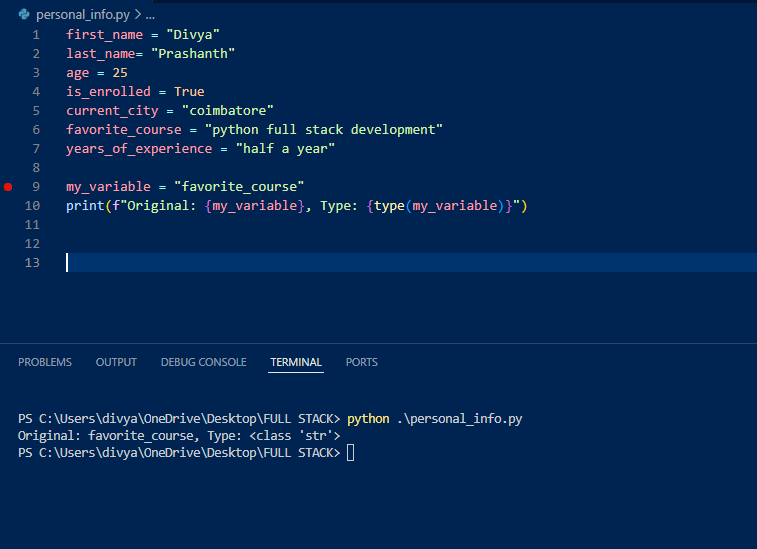 personal_info.py > ...
1 first_name = "Divya"
2 last_name= "Prashanth"
3 age = 25
4 is_enrolled = True
5 current_city = "coimbatore"
6 favorite_course = "python full stack development"
7 years_of_experience = "half a year"
8
9 my_variable = "favorite_course"
10 print(f"Original: {my_variable}, Type: {type(my_variable)}")
11
12
13
PROBLEMS OUTPUT DEBUG CONSOLE TERMINAL PORTS
PS C:\Users\divya\OneDrive\Desktop\FULL STACK> python .\personal_info.py
Original: favorite_course, Type: <class 'str'>
PS C:\Users\divya\OneDrive\Desktop\FULL STACK>